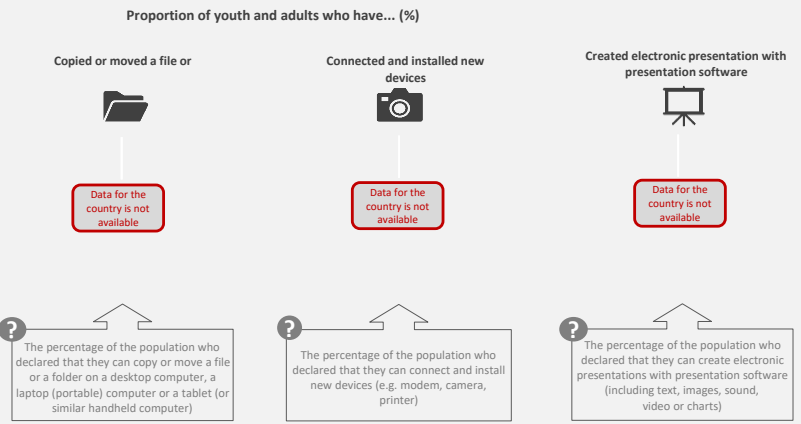 Proportion of youth and adults who have... (%)
Copied or moved a file or
Connected and installed new
devices
Created electronic presentation with
presentation software
Data for the
country is not
available
Data for the
country is not
available
Data for the
country is not
available
?
The percentage of the population who
declared that they can copy or move a file
or a folder on a desktop computer, a
laptop (portable) computer or a tablet (or
similar handheld computer)
?
The percentage of the population who
declared that they can connect and install
new devices (e.g. modem, camera,
printer)
?
The percentage of the population who
declared that they can create electronic
presentations with presentation software
(including text, images, sound,
video or charts)